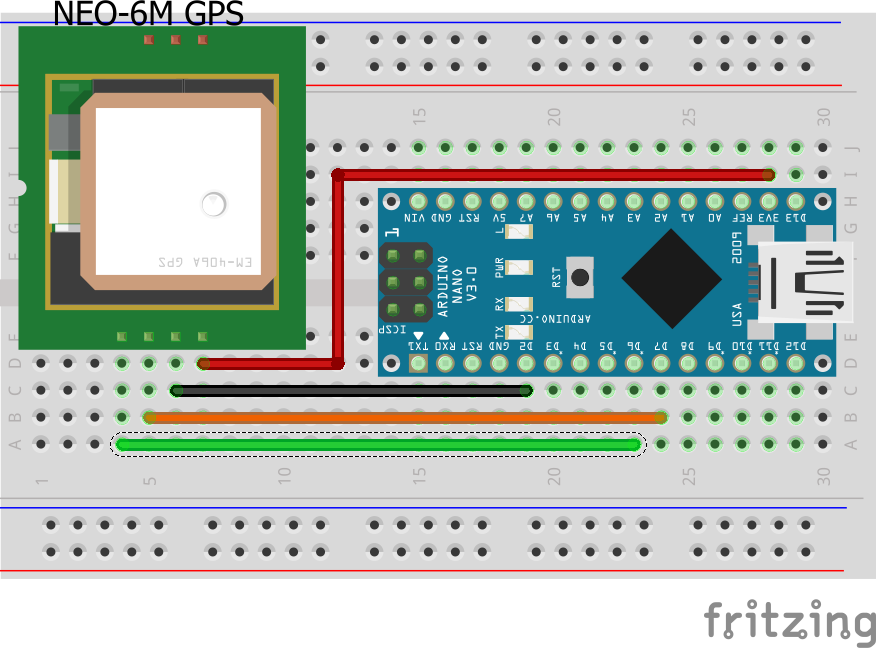 NEO-6M GPS
15 20 25 30
J J
I I
H H
G G
F
VIN GND RST 5V A7 A6 A5 A4 A3 A2 A1 A0 REF 3V3 D13
1
L
PWR
RX
TX
RST
ARDUINO
NANO
V3.0
ICSP
ARDUINO.CC
2009
USA
EM-406A GPS
TX1 RX0 RST GND D2 D3 D4 D5 D6 D7 D8 D9 D10 D11 D12
E E
D D
C C
B B
A A
1 5 10 15 20 25 30
fritzing